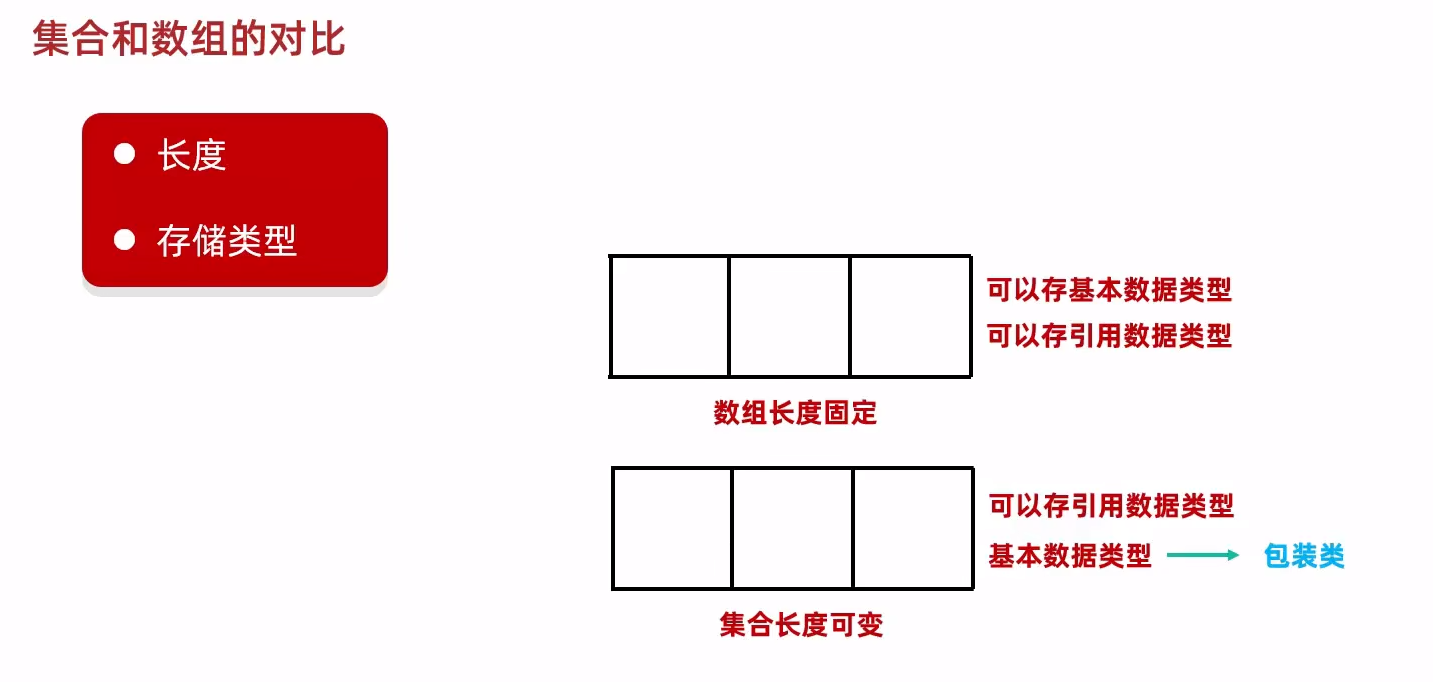 集合和数组的对比
长度
存储类型
可以存基本数据类型
可以存引用数据类型
数组长度固定
可以存引用数据类型
基本数据类型 包装类
集合长度可变